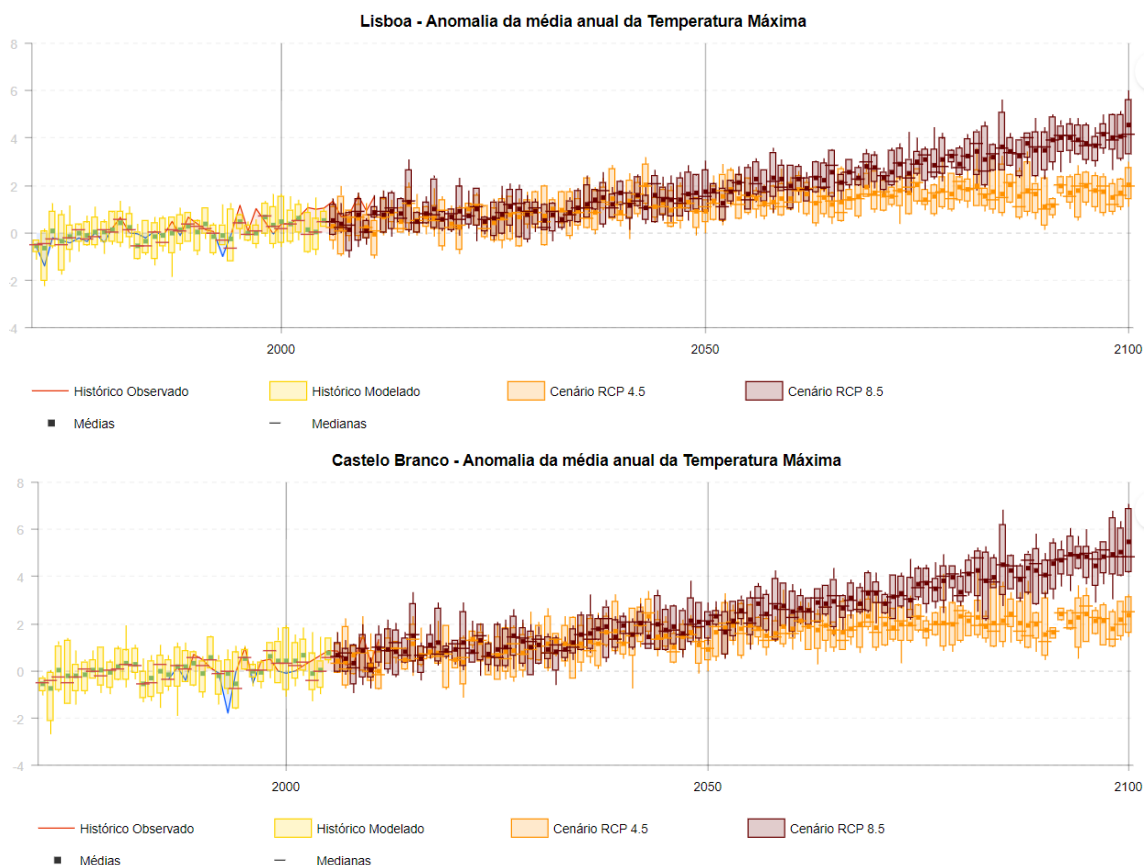 Lisboa - Anomalia da média anual da Temperatura Máxima
8
6
4
2
0
2
4
2000 2050 2100
Histórico Observado Histórico Modelado Cenário RCP 4.5 Cenário RCP 8.5
Médias Medianas
Castelo Branco - Anomalia da média anual da Temperatura Máxima
8
6
4
2
0
-2
-4
2000 2050 2100
Histórico Observado Histórico Modelado Cenário RCP 4.5 Cenário RCP 8.5
Médias Medianas